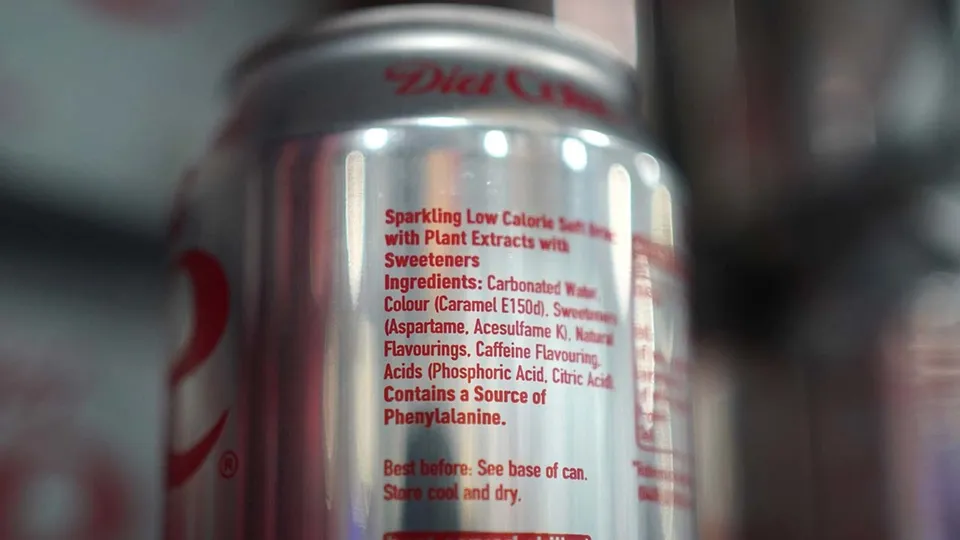 Diet Coke
Sparkling Low Calorie Soft Drink
with Plant Extracts with
Sweeteners
Ingredients: Carbonated Water,
Colour (Caramel E150d), Sweeteners
(Aspartame, Acesulfame K), Natural
Flavourings, Caffeine Flavouring,
Acids (Phosphoric Acid, Citric Acid).
Contains a Source of
Phenylalanine.
Best before: See base of can.
Store cool and dry.
®